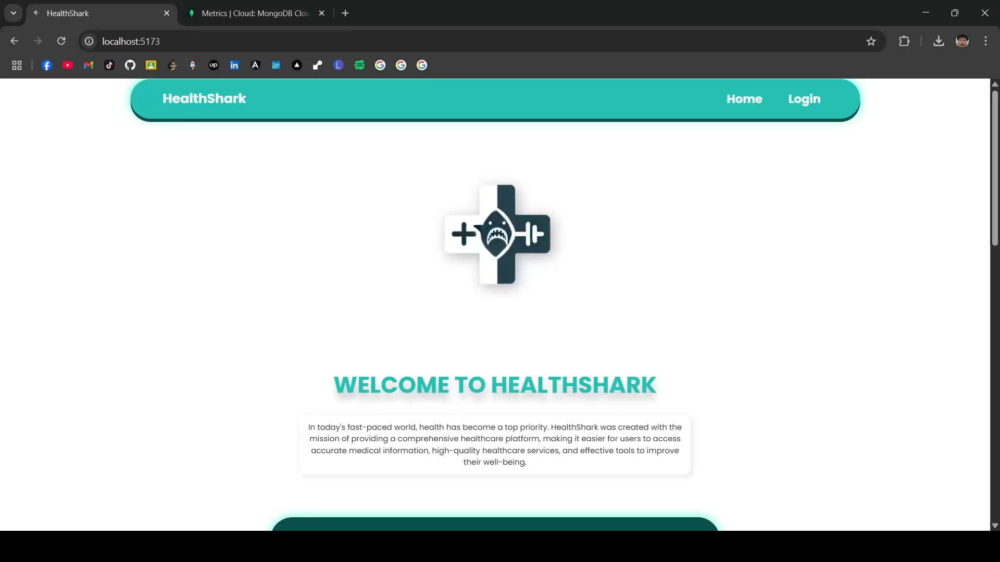 HealthShark
Metrics | Cloud: MongoDB Clou
localhost:5173
HealthShark
Home
Login
WELCOME TO HEALTHSHARK
In today's fast-paced world, health has become a top priority. HealthShark was created with the
mission of providing a comprehensive healthcare platform, making it easier for users to access
accurate medical information, high-quality healthcare services, and effective tools to improve
their well-being.